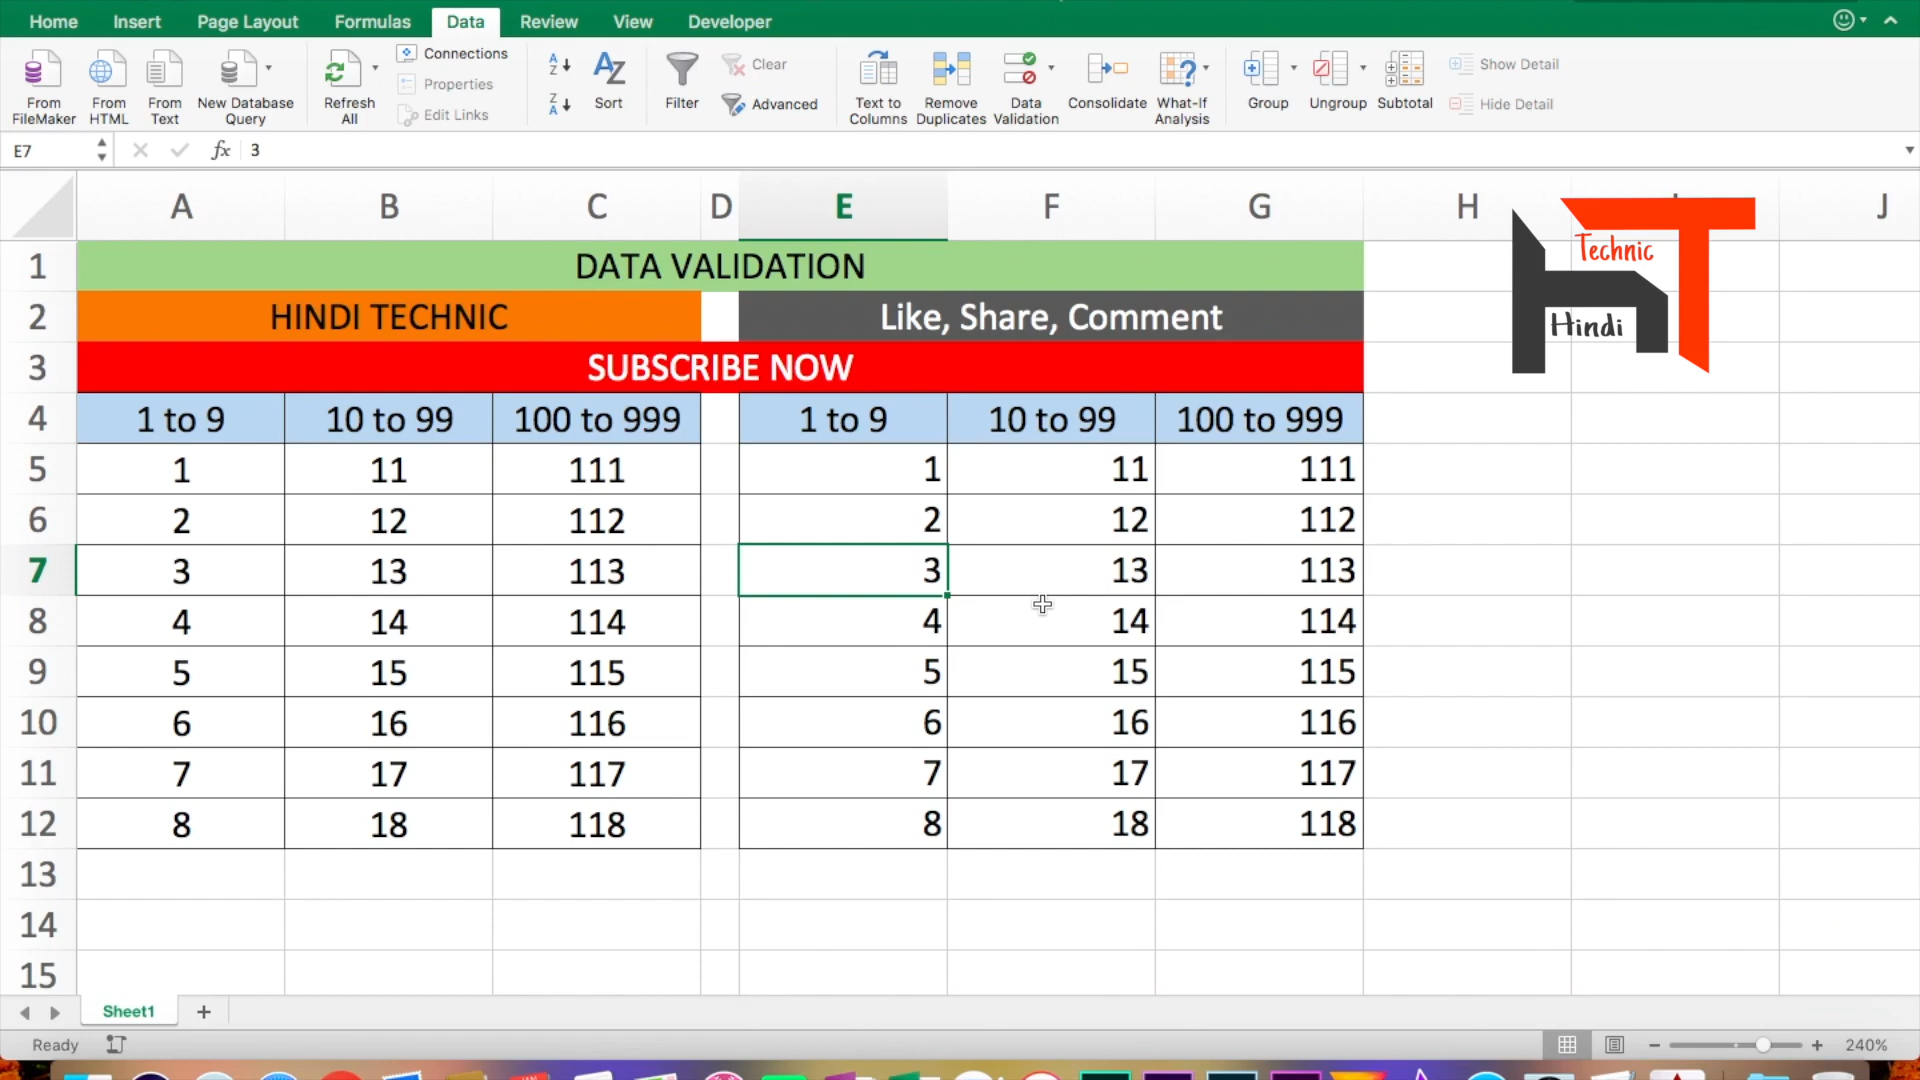 Home Insert Page Layout Formulas Data Review View Developer
From FileMaker
From HTML
From Text
New Database Query
Refresh All
Connections
Properties
Edit Links
Sort
Filter
Clear
Advanced
Text to Columns
Remove Duplicates
Data Validation
Consolidate
What-If Analysis
Group
Ungroup
Subtotal
Show Detail
Hide Detail
E7 fx 3
A B C D E F G H I J
1 DATA VALIDATION
2 HINDI TECHNIC Like, Share, Comment
3 SUBSCRIBE NOW
4 1 to 9 10 to 99 100 to 999 1 to 9 10 to 99 100 to 999
5 1 11 111 1 11 111
6 2 12 112 2 12 112
7 3 13 113 3 13 113
8 4 14 114 4 14 114
9 5 15 115 5 15 115
10 6 16 116 6 16 116
11 7 17 117 7 17 117
12 8 18 118 8 18 118
13
14
15
Technic
Hindi
Sheet1 +
Ready 240%